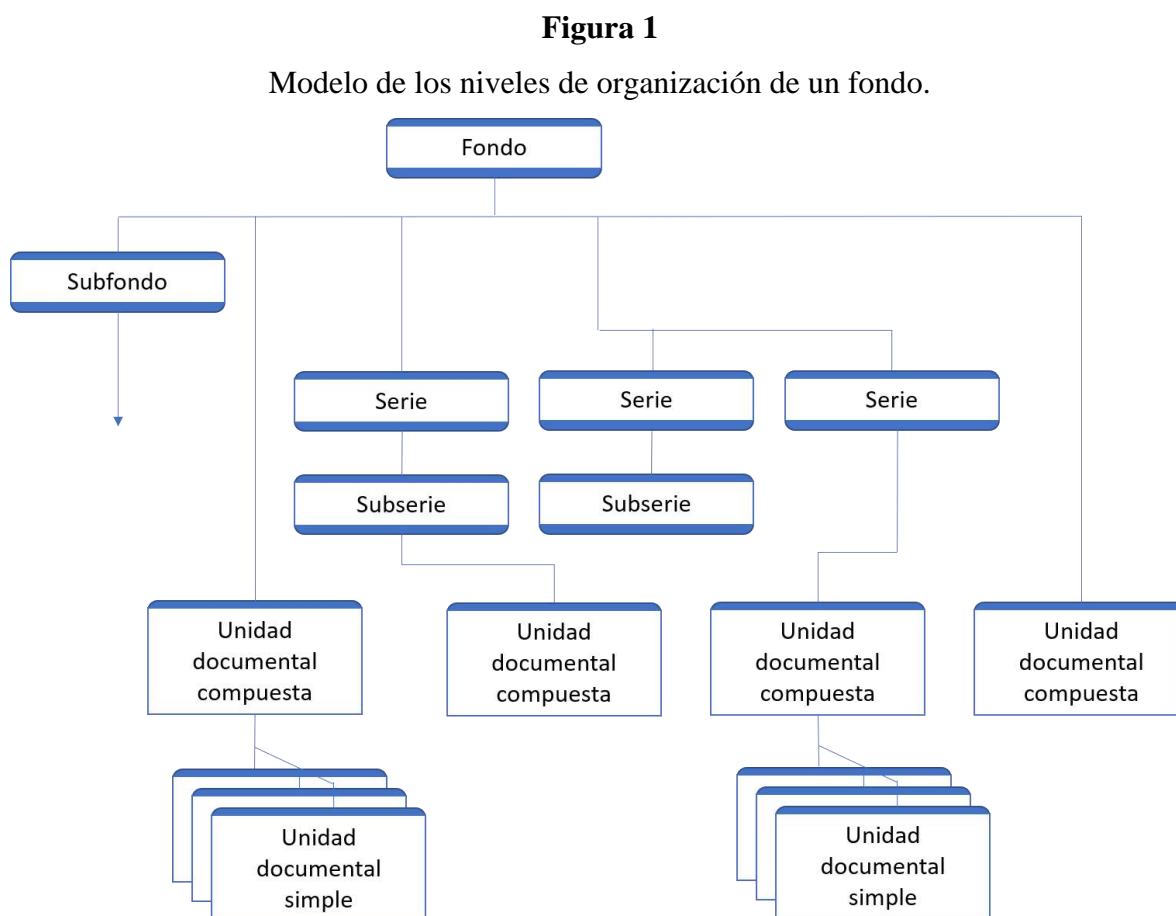 Figura 1
Modelo de los niveles de organización de un fondo.
Fondo
Subfondo
Serie
Serie
Serie
Subserie
Subserie
Unidad
documental
compuesta
Unidad
documental
compuesta
Unidad
documental
compuesta
Unidad
documental
compuesta
Unidad
documental
simple
Unidad
documental
simple